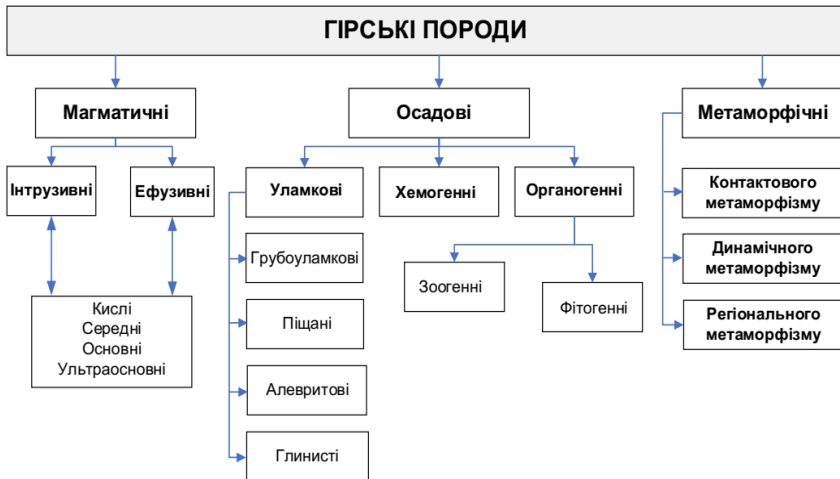 ГІРСЬКІ ПОРОДИ
Магматичні
Осадові
Метаморфічні
Інтрузивні
Ефузивні
Уламкові
Хемогенні
Органогенні
Контактового
метаморфізму
Грубоуламкові
Зоогенні
Фітогенні
Динамічного
метаморфізму
Кислі
Середні
Основні
Ультраосновні
Піщані
Регіонального
метаморфізму
Алевритові
Глинисті